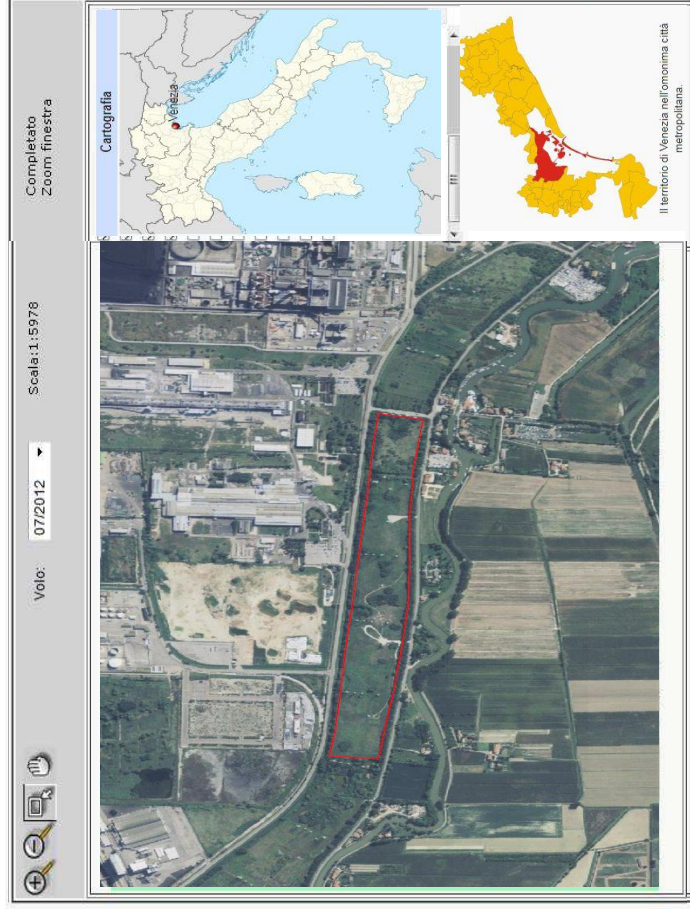 Volo:
07/2012
Scala:1:5978
Completato
Zoom finestra
Cartografia
Venezia
Il territorio di Venezia nell'omonima città
metropolitana.